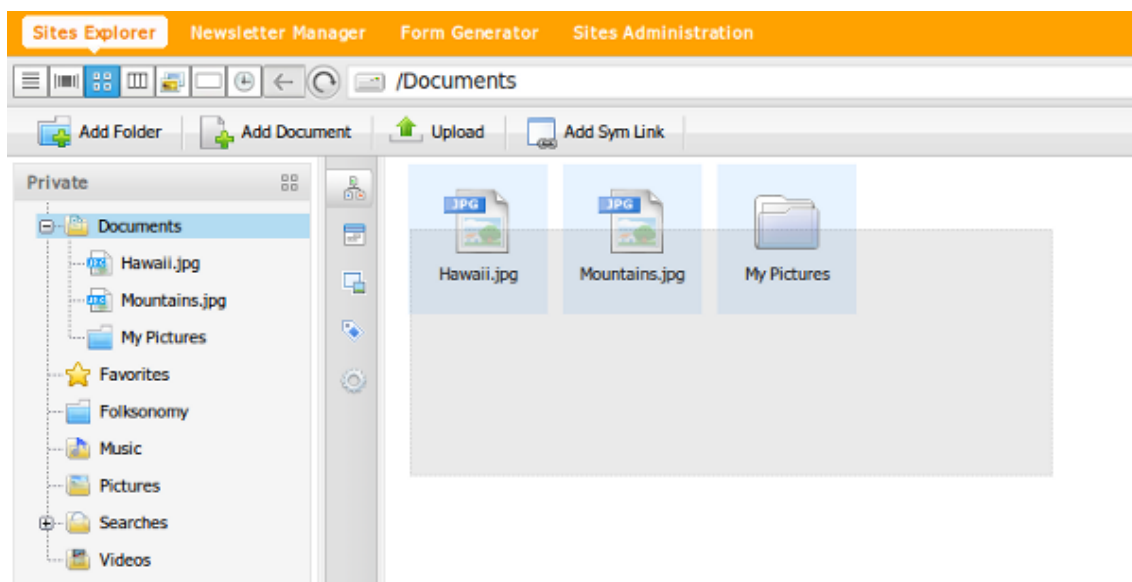 Sites Explorer Newsletter Manager Form Generator Sites Administration
/Documents
Add Folder Add Document Upload Add Sym Link
Private
Documents
Hawaii.jpg
Mountains.jpg
My Pictures
Favorites
Folksonomy
Music
Pictures
Searches
Videos
JPG JPG
Hawaii.jpg Mountains.jpg My Pictures